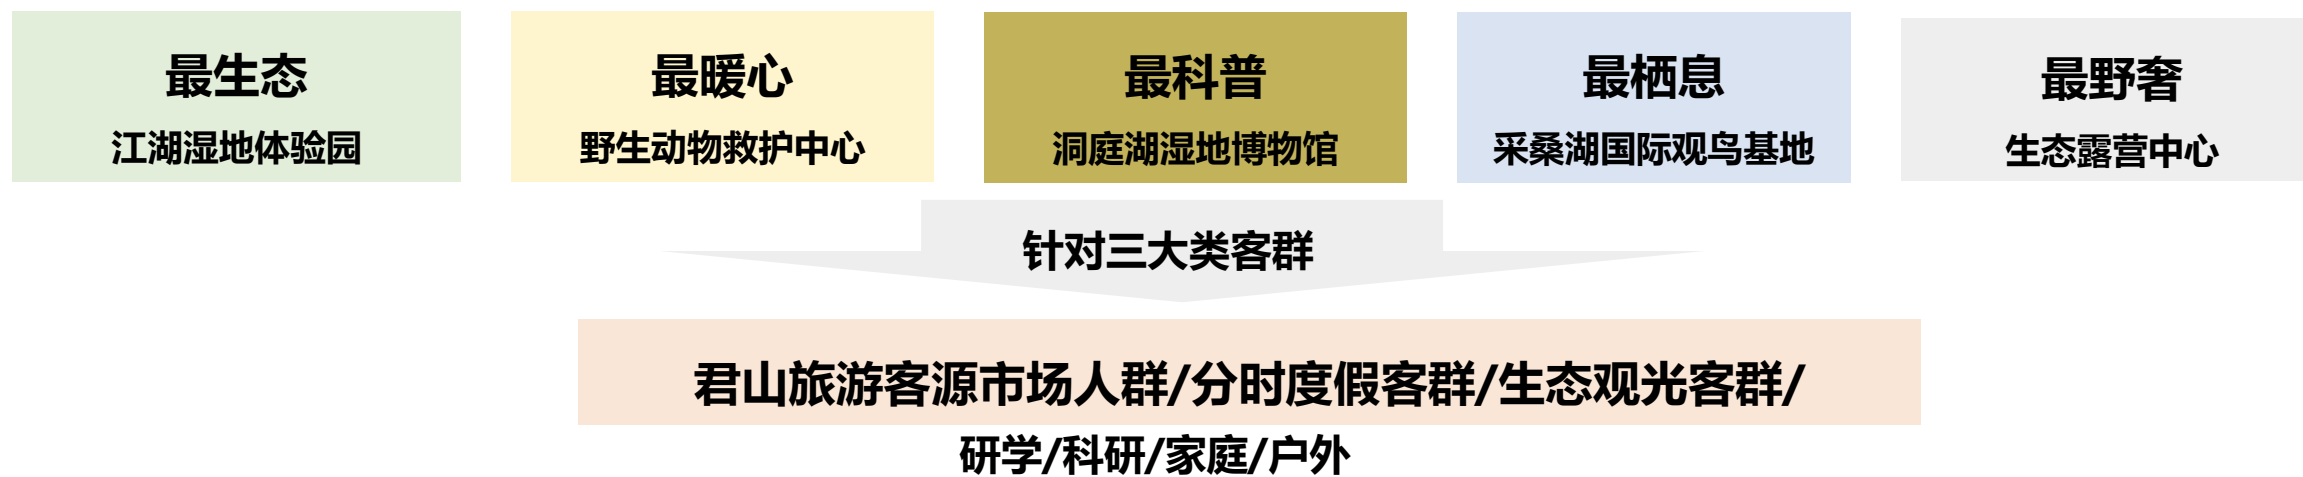 最生态
江湖湿地体验园
最暖心
野生动物救护中心
最科普
洞庭湖湿地博物馆
最栖息
采桑湖国际观鸟基地
最野奢
生态露营中心
针对三大类客群
君山旅游客源市场人群/分时度假客群/生态观光客群/
研学/科研/家庭/户外